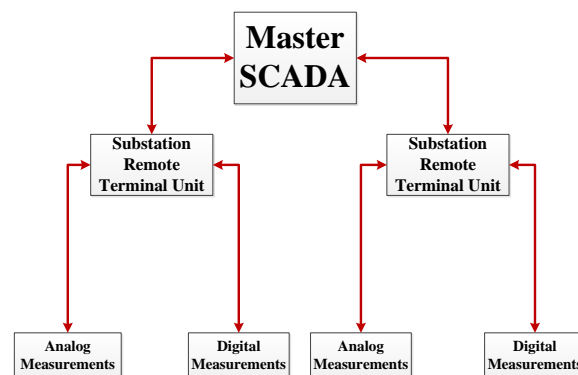 Master
SCADA
Substation
Remote
Terminal Unit
Substation
Remote
Terminal Unit
Analog
Measurements
Digital
Measurements
Analog
Measurements
Digital
Measurements